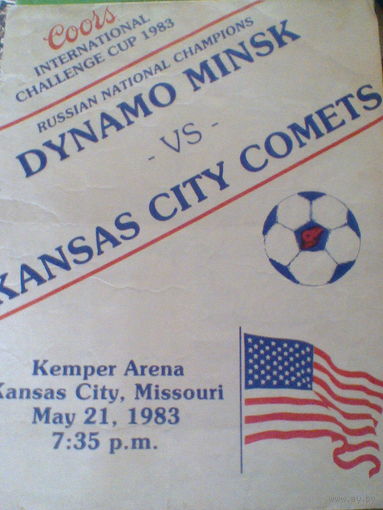 Coors
INTERNATIONAL
CHALLENGE CUP 1983
RUSSIAN NATIONAL CHAMPIONS
DYNAMO MINSK
- VS -
KANSAS CITY COMETS
Kemper Arena
Kansas City, Missouri
May 21, 1983
7:35 p.m.